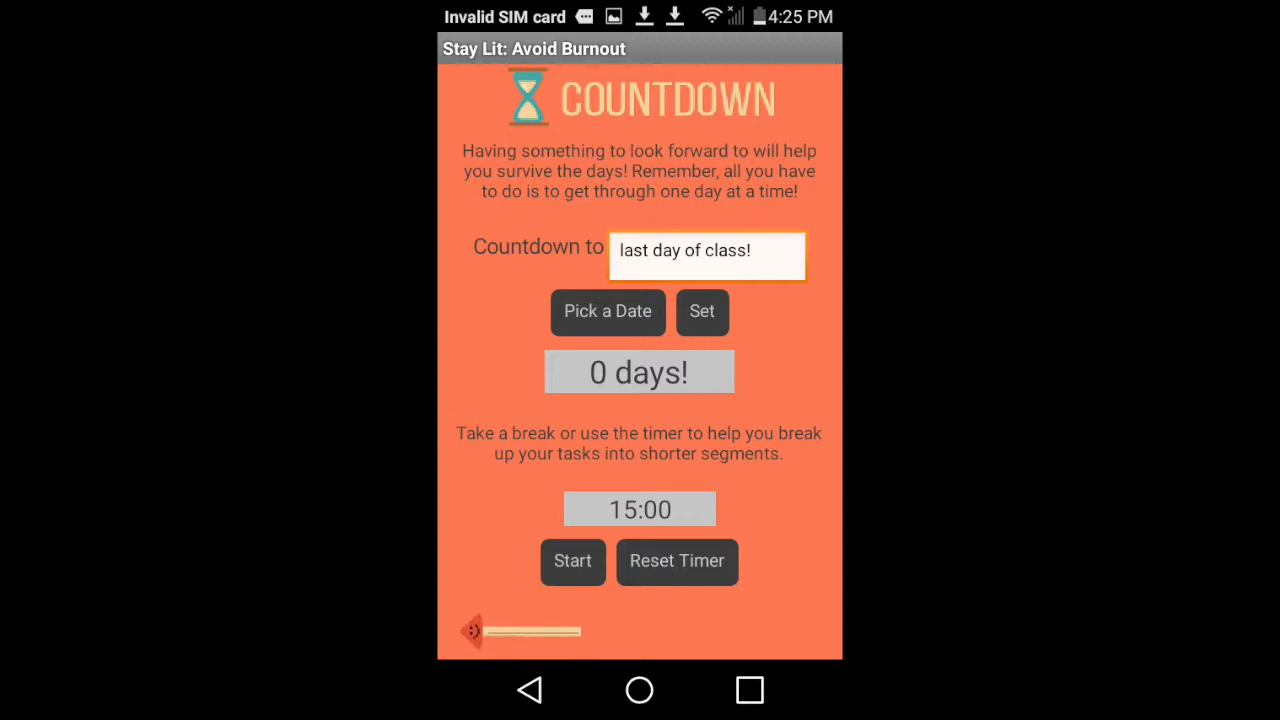 Invalid SIM card 4:25 PM
Stay Lit: Avoid Burnout
COUNTDOWN
Having something to look forward to will help
you survive the days! Remember, all you have
to do is to get through one day at a time!
Countdown to last day of class!
Pick a Date Set
0 days!
Take a break or use the timer to help you break
up your tasks into shorter segments.
15:00
Start Reset Timer